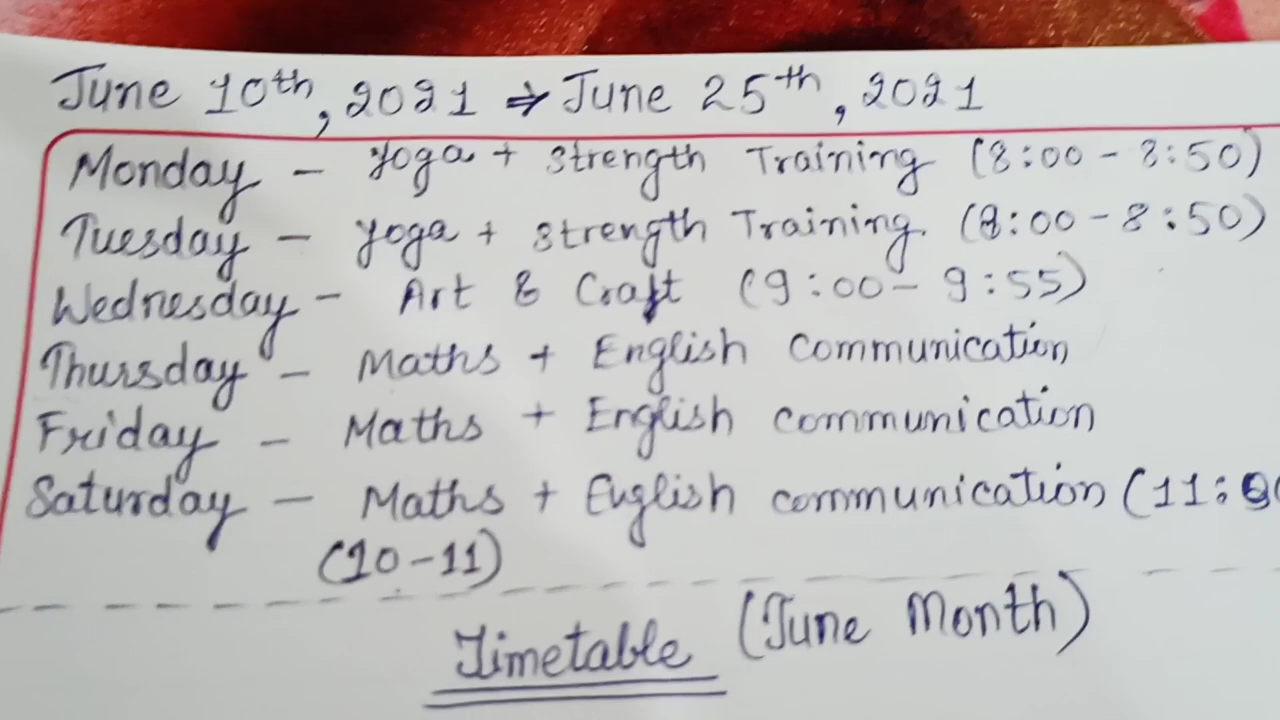 June 10th, 2021 ⇒ June 25th, 2021
Monday - Yoga + Strength Training (8:00 - 8:50)
Tuesday - Yoga + Strength Training. (8:00 - 8:50)
Wednesday - Art & Craft (9:00 - 9:55)
Thursday - Maths + English communication
Friday - Maths + English communication
Saturday - Maths + English communication (11:
(10-11)
Timetable (June Month)